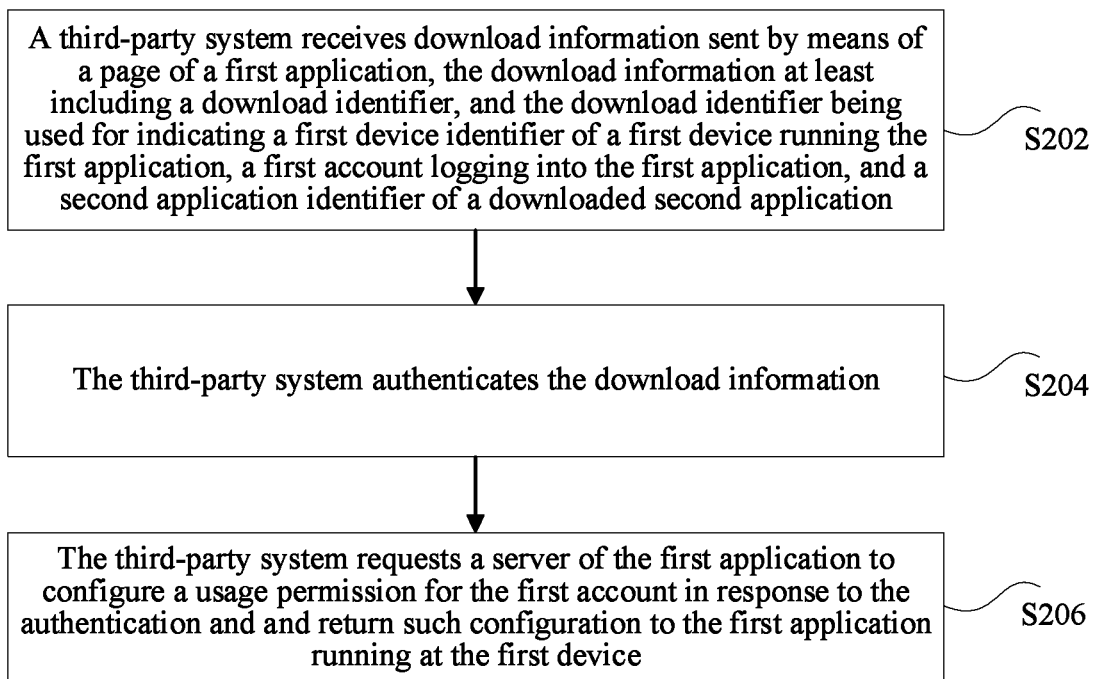 A third-party system receives download information sent by means of
a page of a first application, the download information at least
including a download identifier, and the download identifier being
used for indicating a first device identifier of a first device running the
first application, a first account logging into the first application, and a
second application identifier of a downloaded second application
S202
The third-party system authenticates the download information
S204
The third-party system requests a server of the first application to
configure a usage permission for the first account in response to the
authentication and and return such configuration to the first application
running at the first device
S206